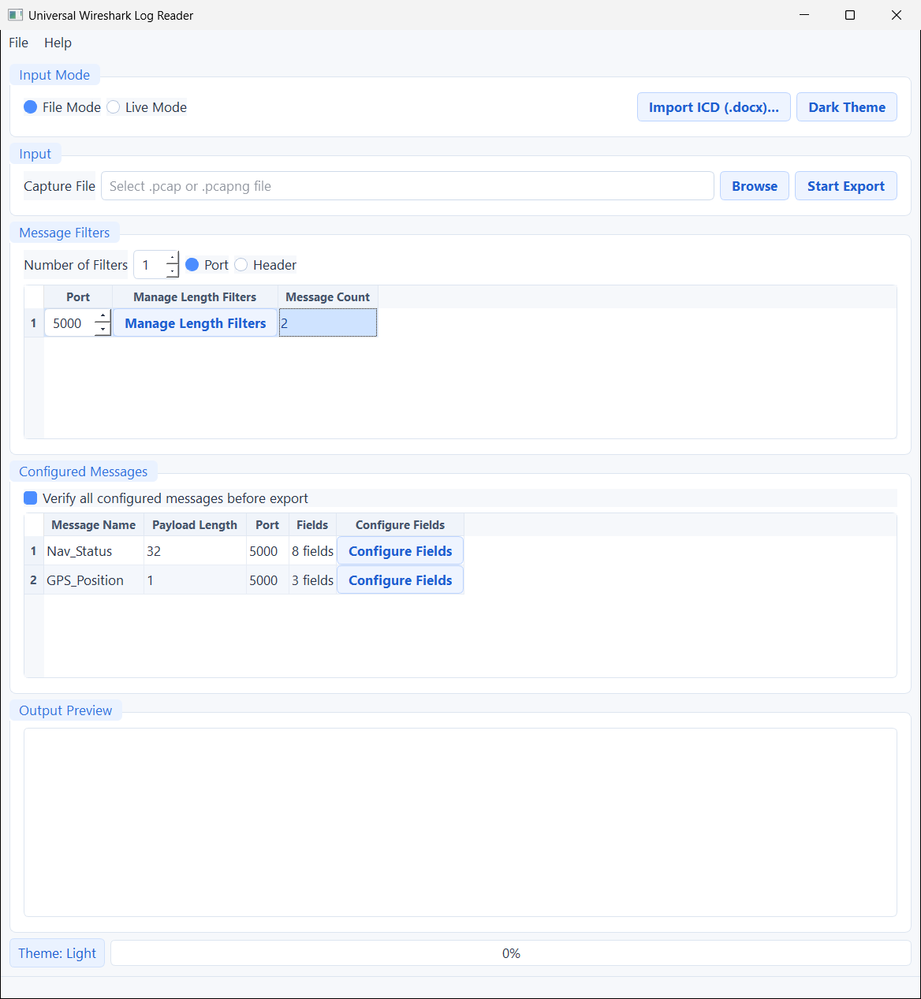 Universal Wireshark Log Reader
File Help
Input Mode
File Mode Live Mode Import ICD (.docx)... Dark Theme
Input
Capture File Select .pcap or .pcapng file Browse Start Export
Message Filters
Number of Filters 1 Port Header
Port Manage Length Filters Message Count
1 5000 Manage Length Filters 2
Configured Messages
Verify all configured messages before export
Message Name Payload Length Port Fields Configure Fields
1 Nav_Status 32 5000 8 fields Configure Fields
2 GPS_Position 1 5000 3 fields Configure Fields
Output Preview
Theme: Light 0%